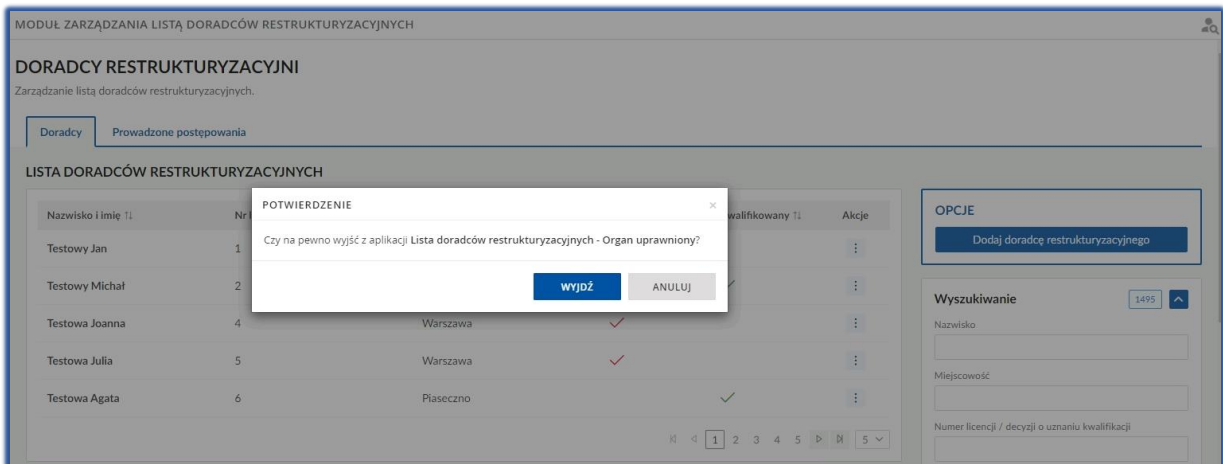 MODUŁ ZARZĄDZANIA LISTĄ DORADCÓW RESTRUKTURYZACYJNYCH
DORADCY RESTRUKTURYZACYJNI
Zarządzanie listą doradców restrukturyzacyjnych.
Doradcy Prowadzone postępowania
LISTA DORADCÓW RESTRUKTURYZACYJNYCH
Nazwisko i imię Nr Akcje
Testowy Jan 1
Testowy Michał 2
Testowa Joanna 4 Warszawa
Testowa Julia 5 Warszawa
Testowa Agata 6 Piaseczno
1 2 3 4 5 5
POTWIERDZENIE
Czy na pewno wyjść z aplikacji Lista doradców restrukturyzacyjnych - Organ uprawniony?
WYJDŹ ANULUJ
OPCJE
Dodaj doradcę restrukturyzacyjnego
Wyszukiwanie 1495
Nazwisko
Miejscowość
Numer licencji / decyzji o uznaniu kwalifikacji